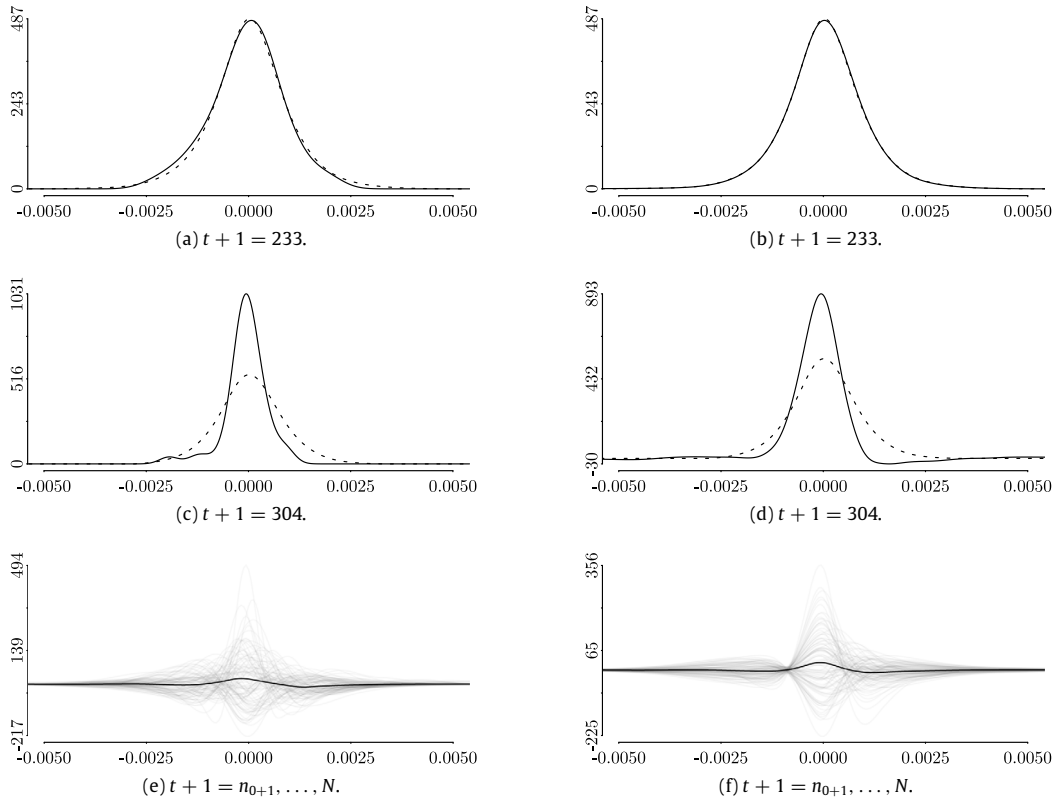 487
243
0
-0.0050 -0.0025 0.0000 0.0025 0.0050
(a) t + 1 = 233.
487
243
0
-0.0050 -0.0025 0.0000 0.0025 0.0050
(b) t + 1 = 233.
1031
516
0
-0.0050 -0.0025 0.0000 0.0025 0.0050
(c) t + 1 = 304.
893
432
-30
-0.0050 -0.0025 0.0000 0.0025 0.0050
(d) t + 1 = 304.
494
139
-217
-0.0050 -0.0025 0.0000 0.0025 0.0050
(e) t + 1 = n₀₊₁, . . . , N.
356
65
-225
-0.0050 -0.0025 0.0000 0.0025 0.0050
(f) t + 1 = n₀₊₁, . . . , N.